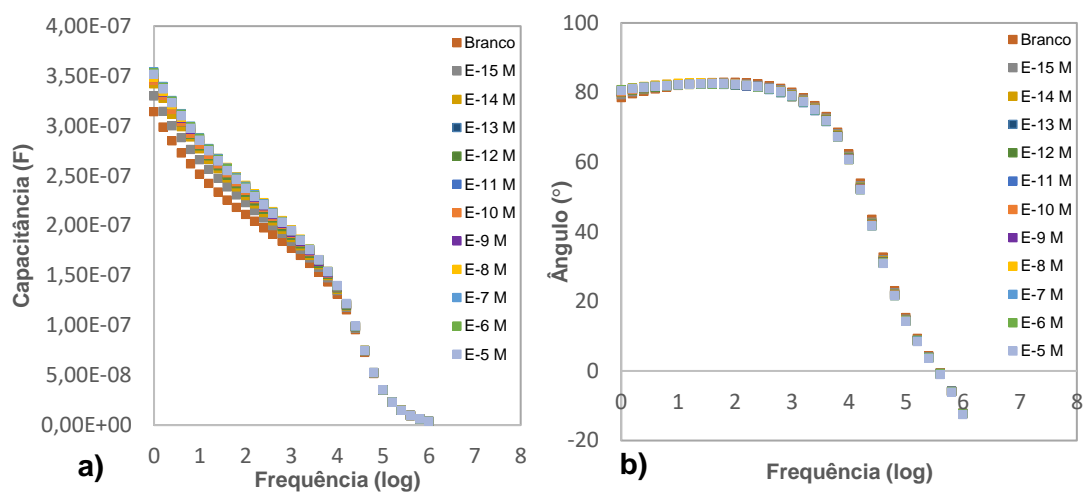 4,00E-07
3,50E-07
3,00E-07
2,50E-07
2,00E-07
1,50E-07
1,00E-07
5,00E-08
0,00E+00
Capacitância (F)
0 1 2 3 4 5 6 7 8
Frequência (log)
a)
Branco
E-15 M
E-14 M
E-13 M
E-12 M
E-11 M
E-10 M
E-9 M
E-8 M
E-7 M
E-6 M
E-5 M
100
80
60
40
20
0
-20
Ângulo (°)
0 1 2 3 4 5 6 7 8
Frequência (log)
b)
Branco
E-15 M
E-14 M
E-13 M
E-12 M
E-11 M
E-10 M
E-9 M
E-8 M
E-7 M
E-6 M
E-5 M